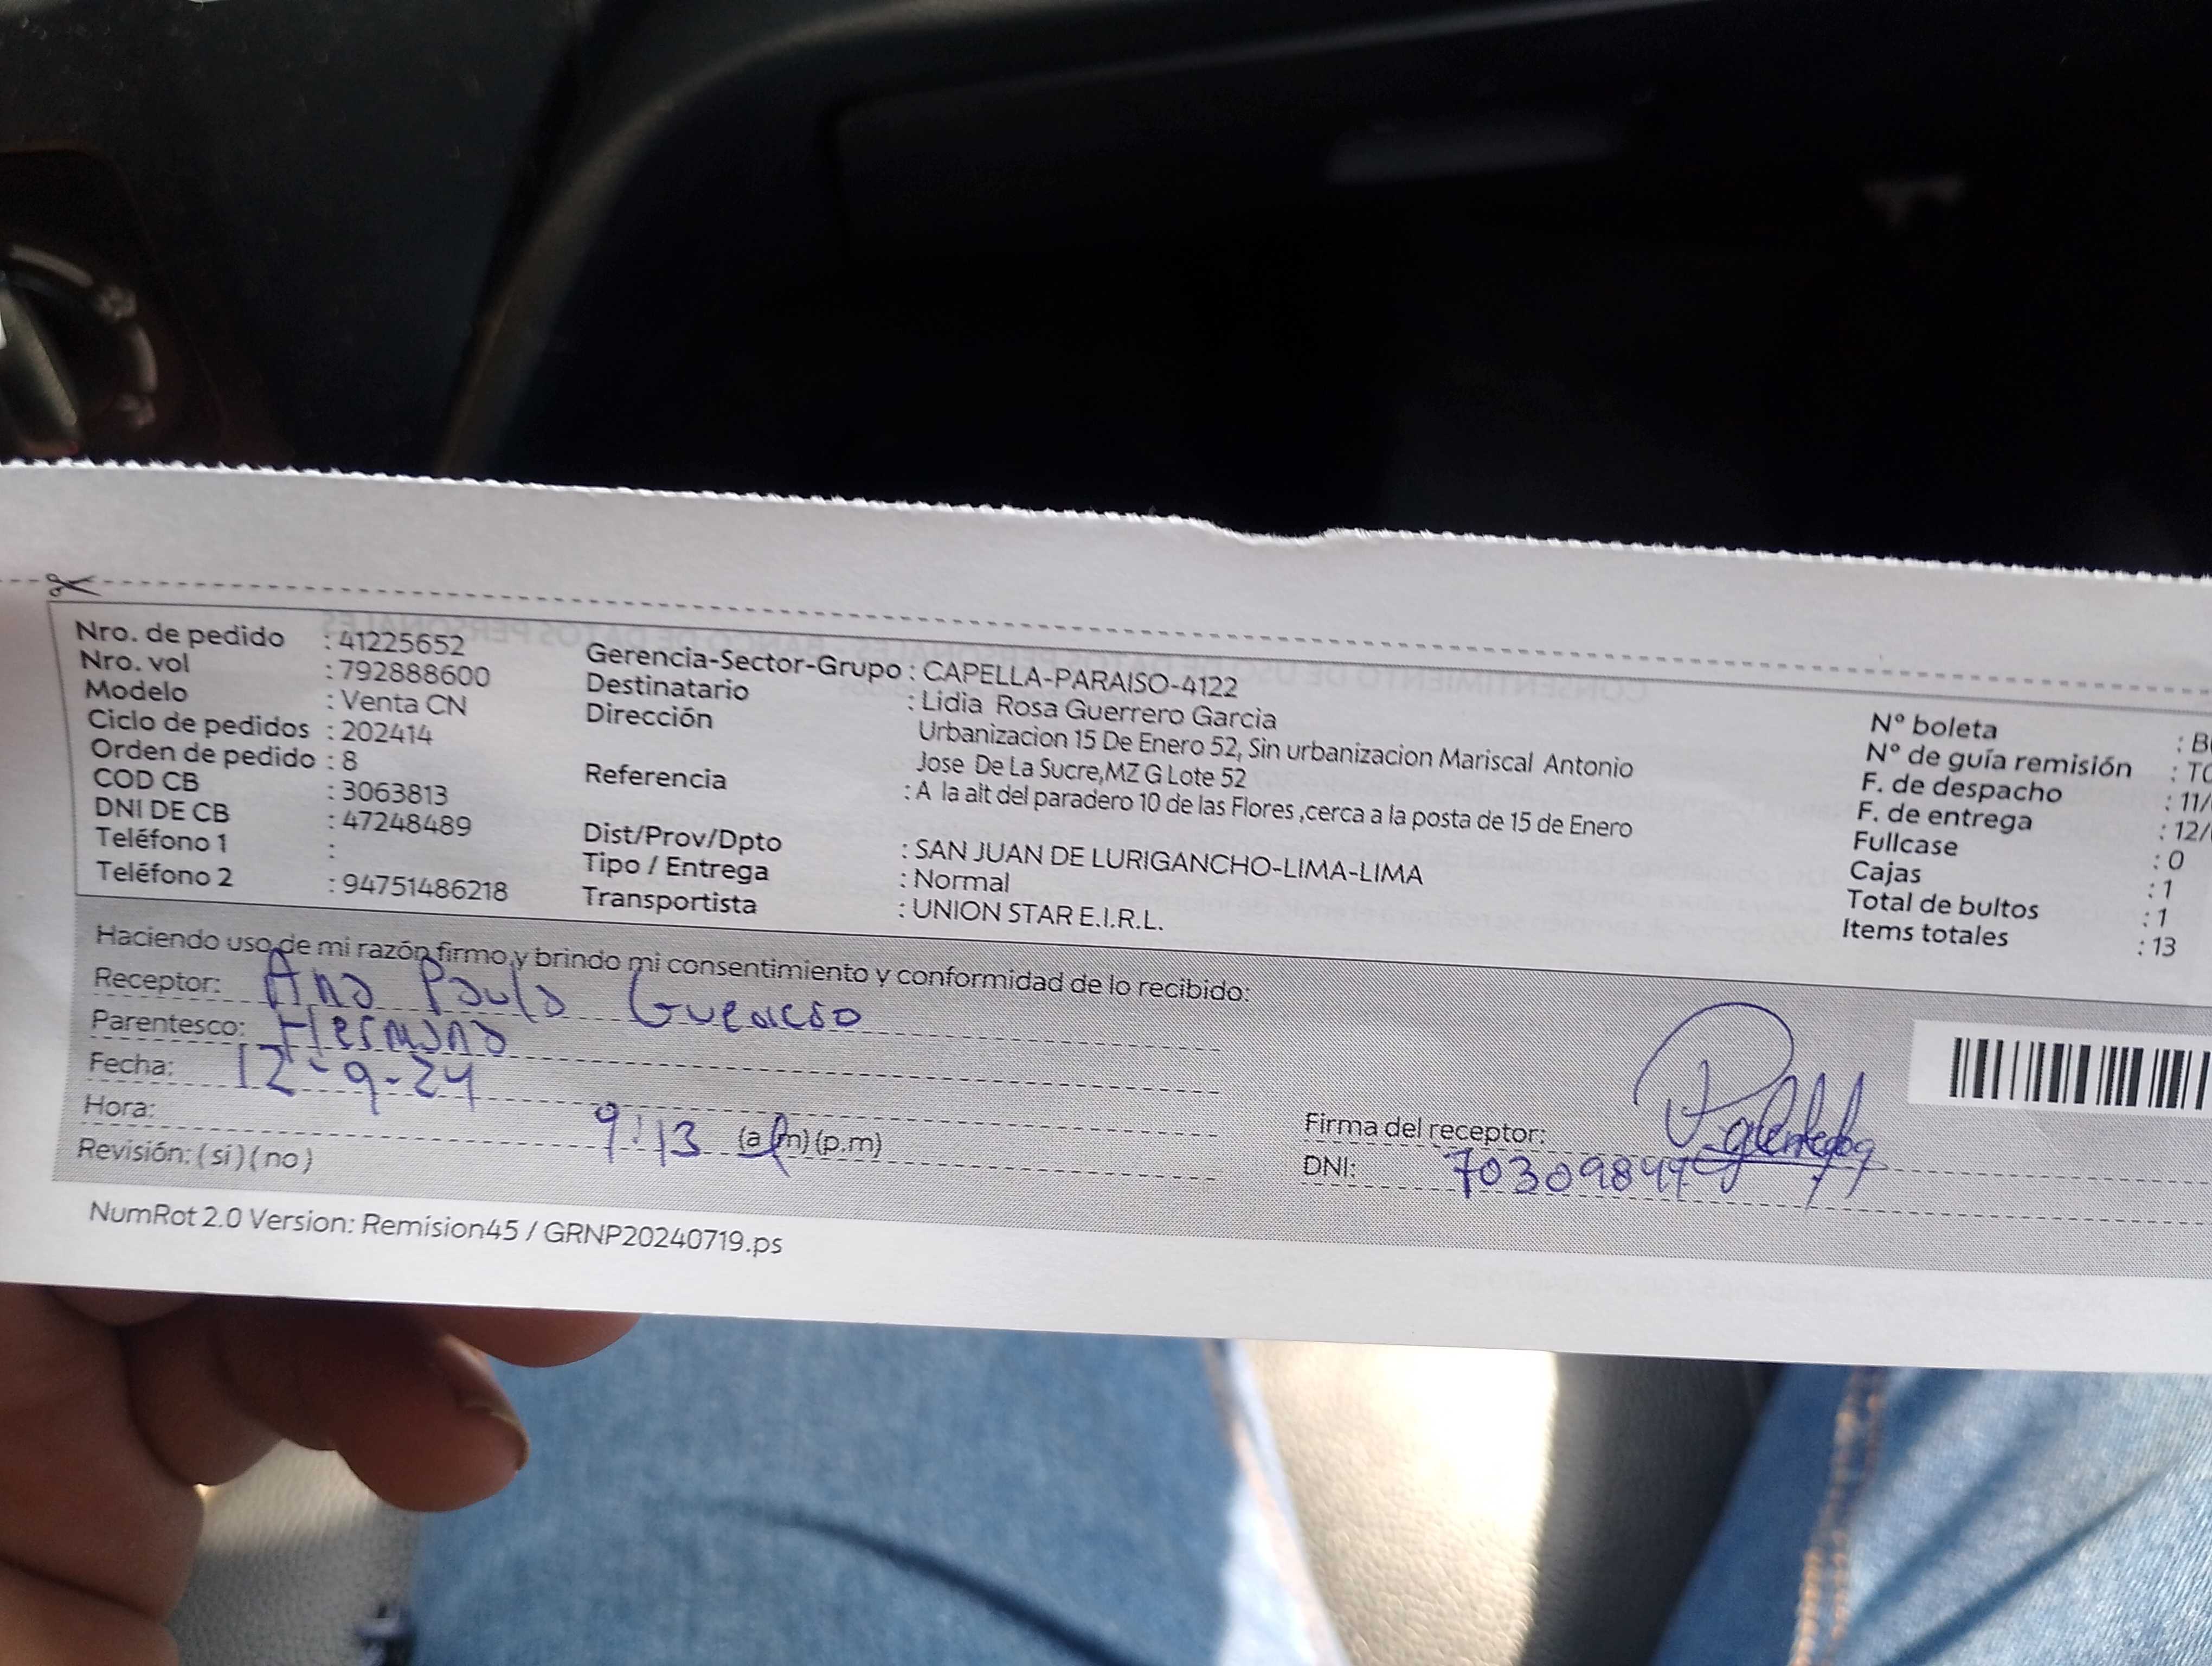 Nro. de pedido : 41225652
Nro. vol : 792888600
Modelo : Venta CN
Ciclo de pedidos : 202414
Orden de pedido : 8
COD CB : 3063813
DNI DE CB : 47248489
Teléfono 1 :
Teléfono 2 : 94751486218
Gerencia-Sector-Grupo : CAPELLA-PARAISO-4122
Destinatario : Lidia Rosa Guerrero Garcia
Dirección Urbanizacion 15 De Enero 52, Sin urbanizacion Mariscal Antonio
Jose De La Sucre,MZ G Lote 52
Referencia : A la alt del paradero 10 de las Flores ,cerca a la posta de 15 de Enero
Dist/Prov/Dpto : SAN JUAN DE LURIGANCHO-LIMA-LIMA
Tipo / Entrega : Normal
Transportista : UNION STAR E.I.R.L.
N° boleta : B
N° de guía remisión : T
F. de despacho : 11/
F. de entrega : 12/
Fullcase : 0
Cajas : 1
Total de bultos : 1
Items totales : 13
Haciendo uso de mi razón firmo y brindo mi consentimiento y conformidad de lo recibido:
Receptor: Ana Paula Guerrero
Parentesco: Hermana
Fecha: 12-9-24
Hora: 9:13 (a.m)(p.m)
Revisión: (si)(no)
Firma del receptor:
DNI: 
NumRot 2.0 Version: Remision45 / GRNP20240719.ps